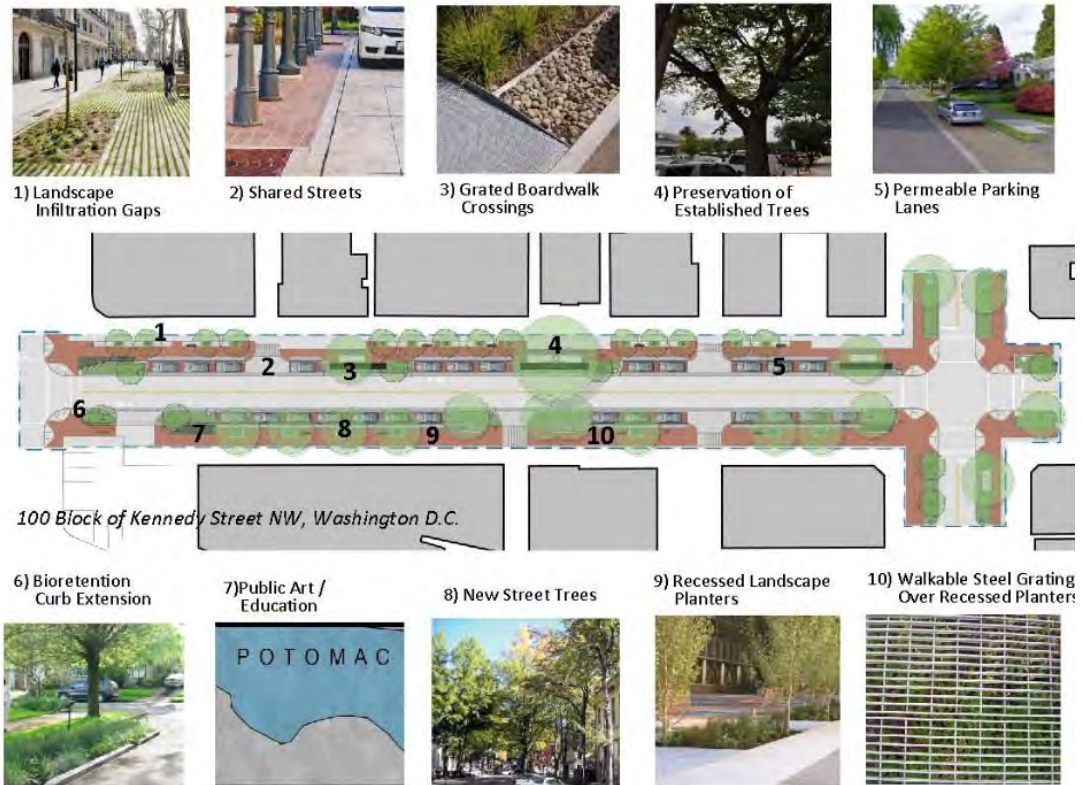 1) Landscape
Infiltration Gaps
2) Shared Streets
3) Grated Boardwalk
Crossings
4) Preservation of
Established Trees
5) Permeable Parking
Lanes
1
2
3
4
5
6
7
8
9
10
100 Block of Kennedy Street NW, Washington D.C.
6) Bioretention
Curb Extension
7)Public Art /
Education
8) New Street Trees
9) Recessed Landscape
Planters
10) Walkable Steel Grating
Over Recessed Planters
POTOMAC